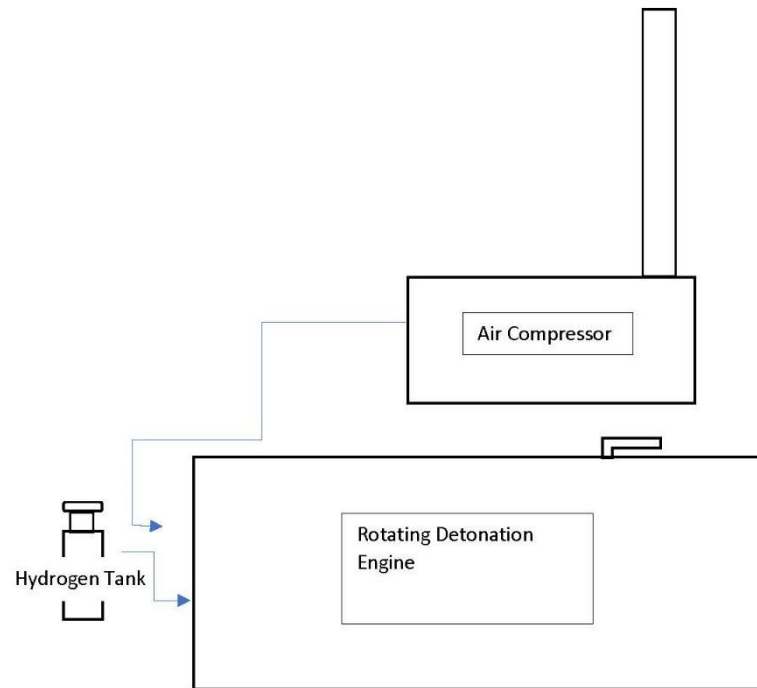 Air Compressor
Rotating Detonation
Engine
Hydrogen Tank